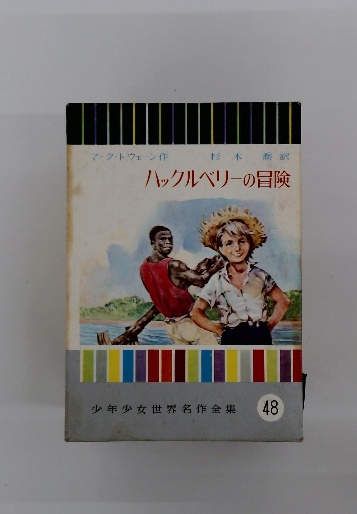 マーク・トウェーン作 杉木喬訳
ハックルベリーの冒険
少年少女世界名作全集 48